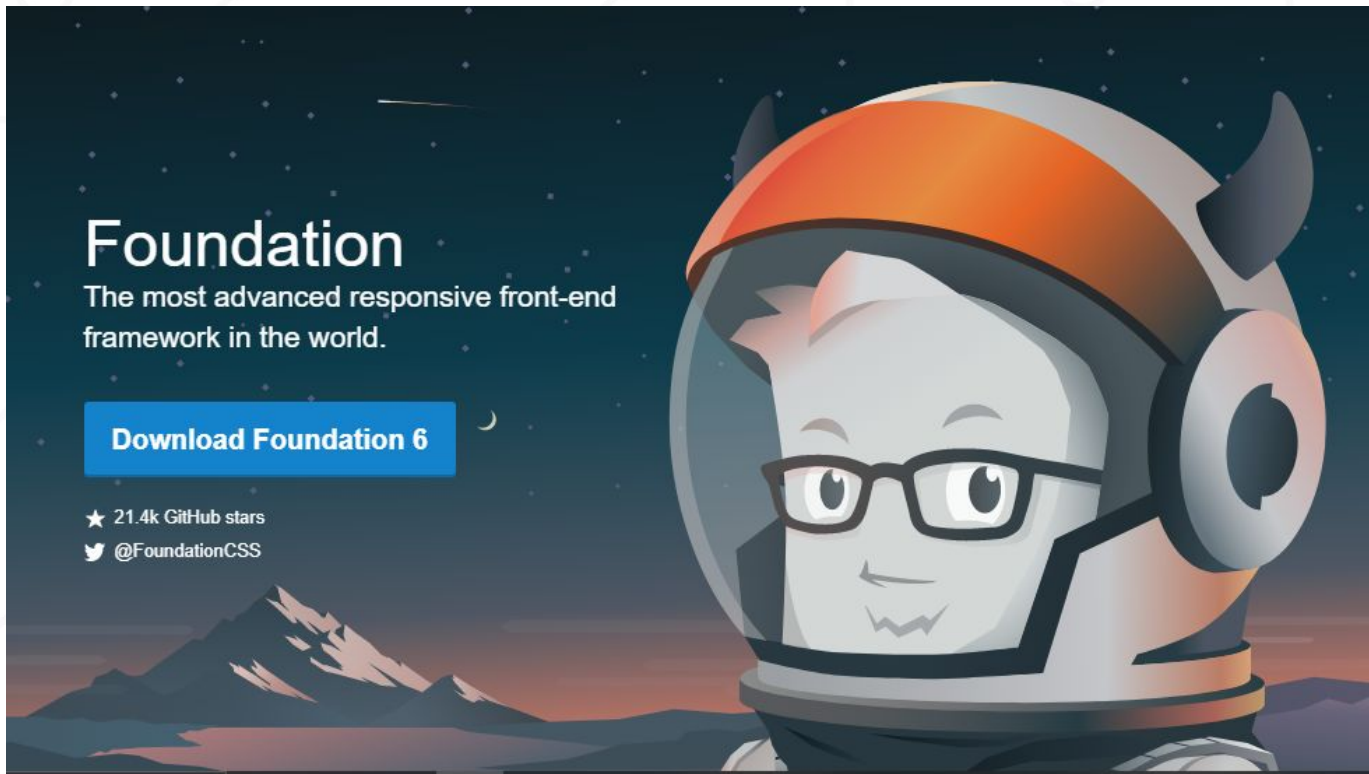 Foundation
The most advanced responsive front-end
framework in the world.
Download Foundation 6
21.4k GitHub stars
@FoundationCSS